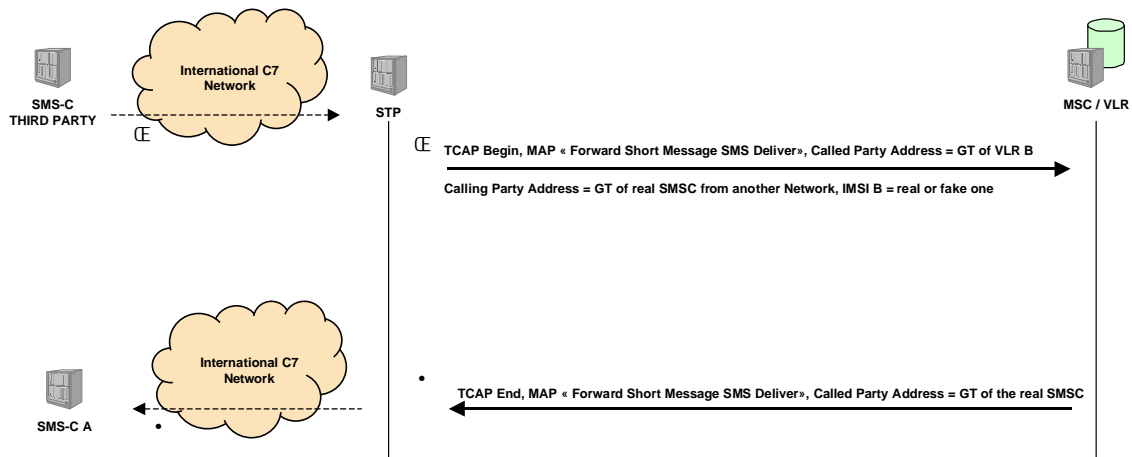 International C7
Network
SMS-C
THIRD PARTY
STP
MSC / VLR
Œ
Œ
TCAP Begin, MAP « Forward Short Message SMS Deliver», Called Party Address = GT of VLR B
Calling Party Address = GT of real SMSC from another Network, IMSI B = real or fake one
International C7
Network
•
TCAP End, MAP « Forward Short Message SMS Deliver», Called Party Address = GT of the real SMSC
SMS-C A
•